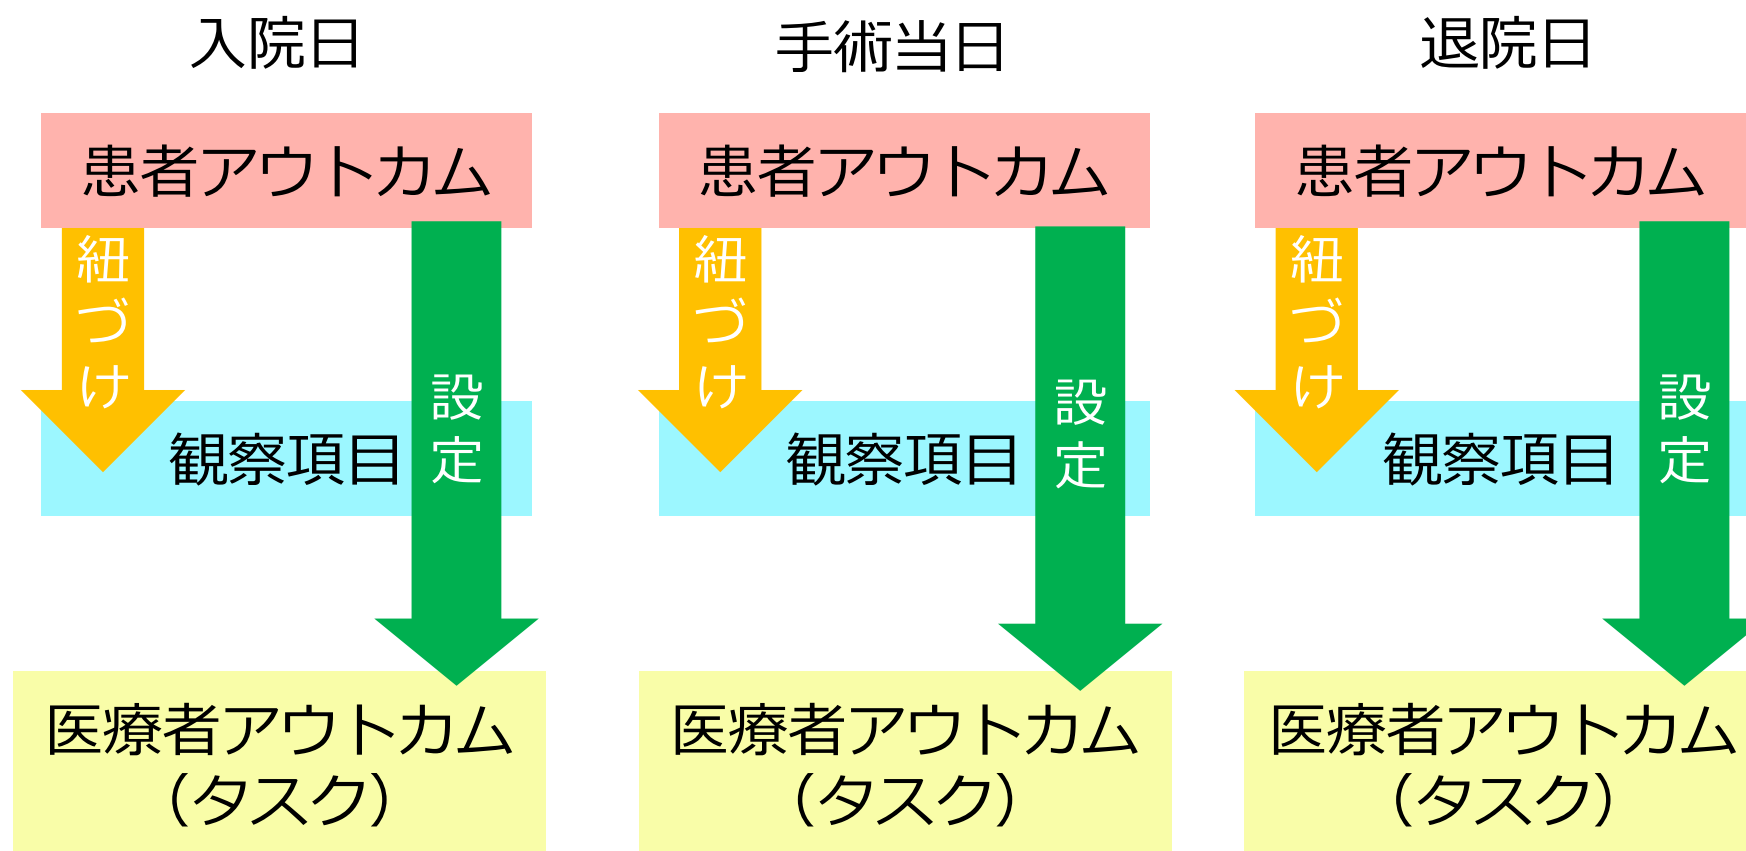 入院日
手術当日
退院日
患者アウトカム
患者アウトカム
患者アウトカム
紐づけ
設定
紐づけ
設定
紐づけ
設定
観察項目
観察項目
観察項目
医療者アウトカム
（タスク）
医療者アウトカム
（タスク）
医療者アウトカム
（タスク）